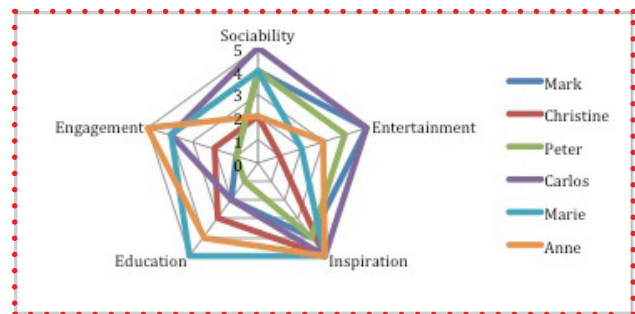 Sociability
5
4
3
2
1
0
Engagement
Entertainment
Education
Inspiration
Mark
Christine
Peter
Carlos
Marie
Anne